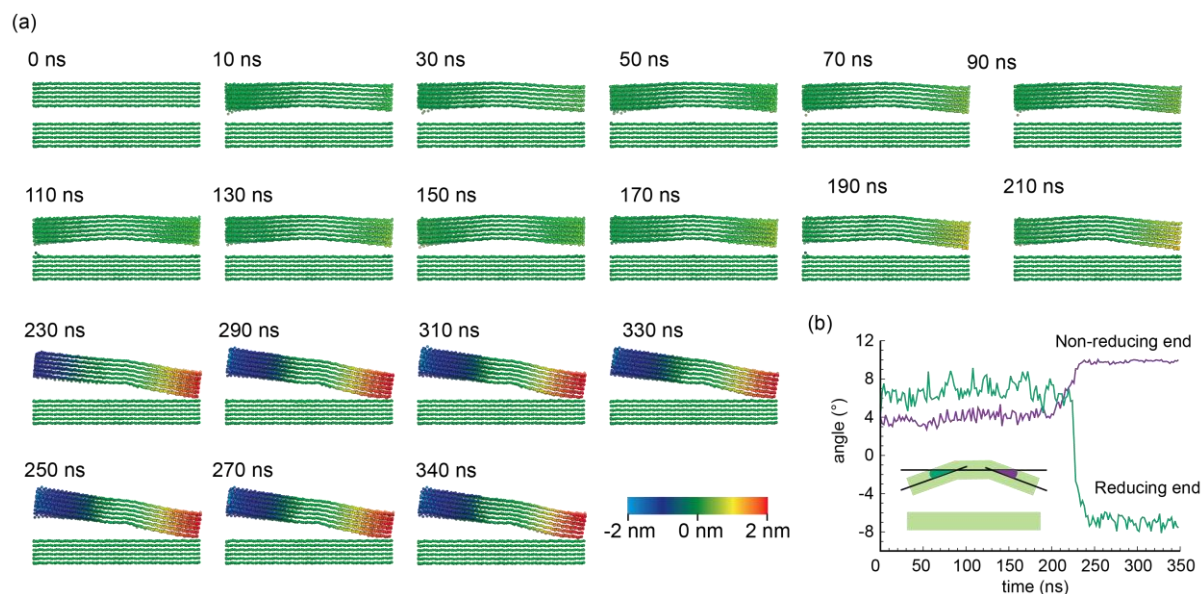 (a)
0 ns
10 ns
30 ns
50 ns
70 ns
90 ns
110 ns
130 ns
150 ns
170 ns
190 ns
210 ns
230 ns
290 ns
310 ns
330 ns
250 ns
270 ns
340 ns
-2 nm 0 nm 2 nm
(b)
12
8
4
0
-4
-8
angle (°)
Non-reducing end
Reducing end
0 50 100 150 200 250 300 350
time (ns)